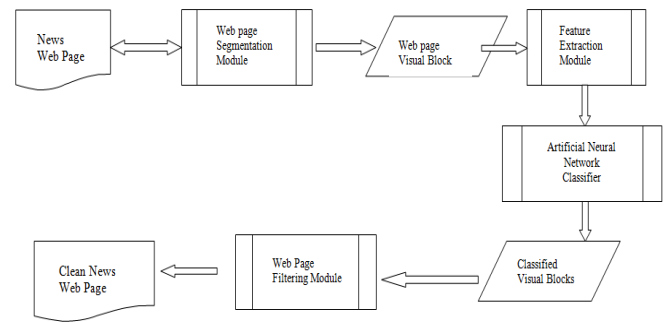 News
Web Page
Web page
Segmentation
Module
Web page
Visual Block
Feature
Extraction
Module
Artificial Neural
Network
Classifier
Classified
Visual Blocks
Web Page
Filtering Module
Clean News
Web Page